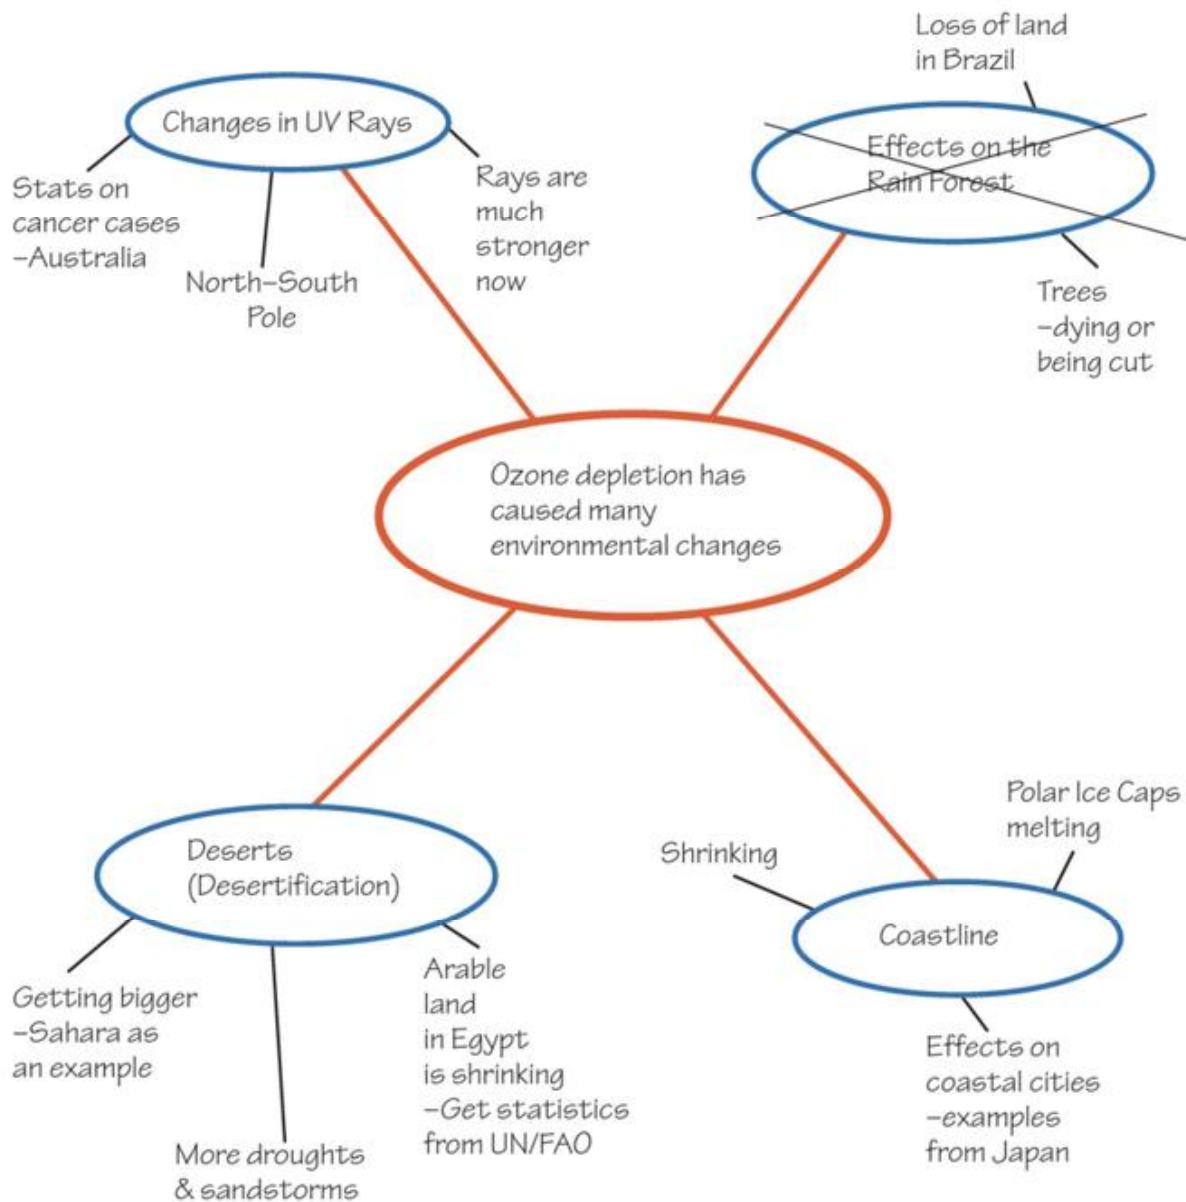 Loss of land
in Brazil
Changes in UV Rays
Effects on the
Rain Forest
Stats on
cancer cases
–Australia
North–South
Pole
Rays are
much
stronger
now
Trees
–dying or
being cut
Ozone depletion has
caused many
environmental changes
Deserts
(Desertification)
Getting bigger
–Sahara as
an example
More droughts
& sandstorms
Arable
land
in Egypt
is shrinking
–Get statistics
from UN/FAO
Shrinking
Polar Ice Caps
melting
Coastline
Effects on
coastal cities
–examples
from Japan